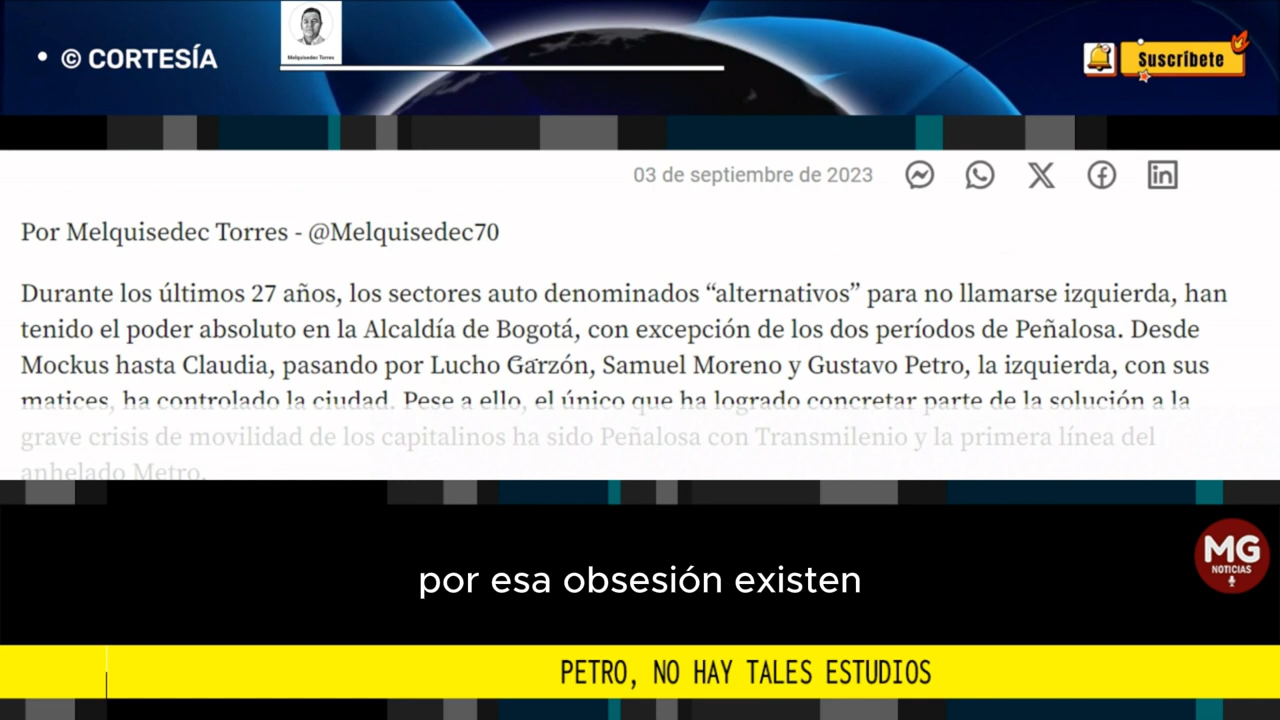 • © CORTESÍA
Melquisedec Torres
Suscríbete
03 de septiembre de 2023
Por Melquisedec Torres - @Melquisedec70
Durante los últimos 27 años, los sectores auto denominados “alternativos” para no llamarse izquierda, han
tenido el poder absoluto en la Alcaldía de Bogotá, con excepción de los dos períodos de Peñalosa. Desde
Mockus hasta Claudia, pasando por Lucho Garzón, Samuel Moreno y Gustavo Petro, la izquierda, con sus
matices, ha controlado la ciudad. Pese a ello, el único que ha logrado concretar parte de la solución a la
grave crisis de movilidad de los capitalinos ha sido Peñalosa con Transmilenio y la primera línea del
anhelado Metro.
por esa obsesión existen
MG
NOTICIAS
PETRO, NO HAY TALES ESTUDIOS